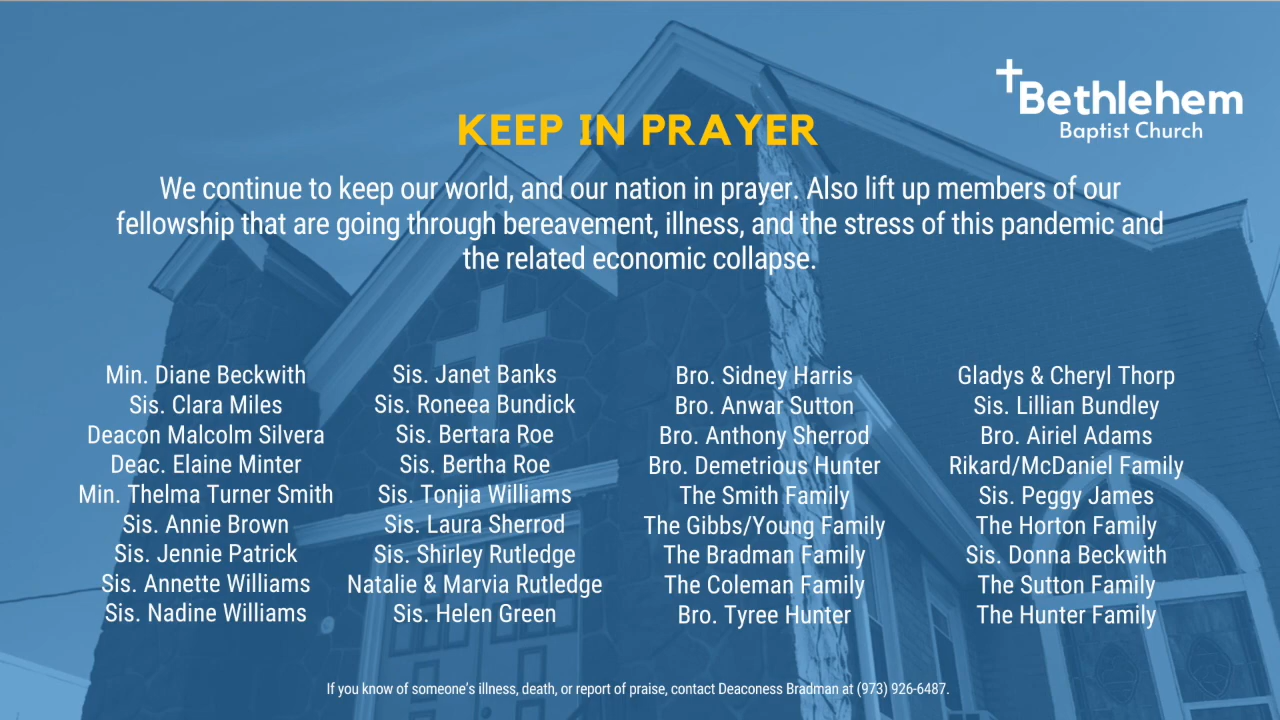 Bethlehem
Baptist Church
KEEP IN PRAYER
We continue to keep our world, and our nation in prayer. Also lift up members of our
fellowship that are going through bereavement, illness, and the stress of this pandemic and
the related economic collapse.
Min. Diane Beckwith
Sis. Clara Miles
Deacon Malcolm Silvera
Deac. Elaine Minter
Min. Thelma Turner Smith
Sis. Annie Brown
Sis. Jennie Patrick
Sis. Annette Williams
Sis. Nadine Williams
Sis. Janet Banks
Sis. Roneea Bundick
Sis. Bertara Roe
Sis. Bertha Roe
Sis. Tonjia Williams
Sis. Laura Sherrod
Sis. Shirley Rutledge
Natalie & Marvia Rutledge
Sis. Helen Green
Bro. Sidney Harris
Bro. Anwar Sutton
Bro. Anthony Sherrod
Bro. Demetrious Hunter
The Smith Family
The Gibbs/Young Family
The Bradman Family
The Coleman Family
Bro. Tyree Hunter
Gladys & Cheryl Thorp
Sis. Lillian Bundley
Bro. Airiel Adams
Rikard/McDaniel Family
Sis. Peggy James
The Horton Family
Sis. Donna Beckwith
The Sutton Family
The Hunter Family
If you know of someone's illness, death, or report of praise, contact Deaconess Bradman at (973) 926-6487.